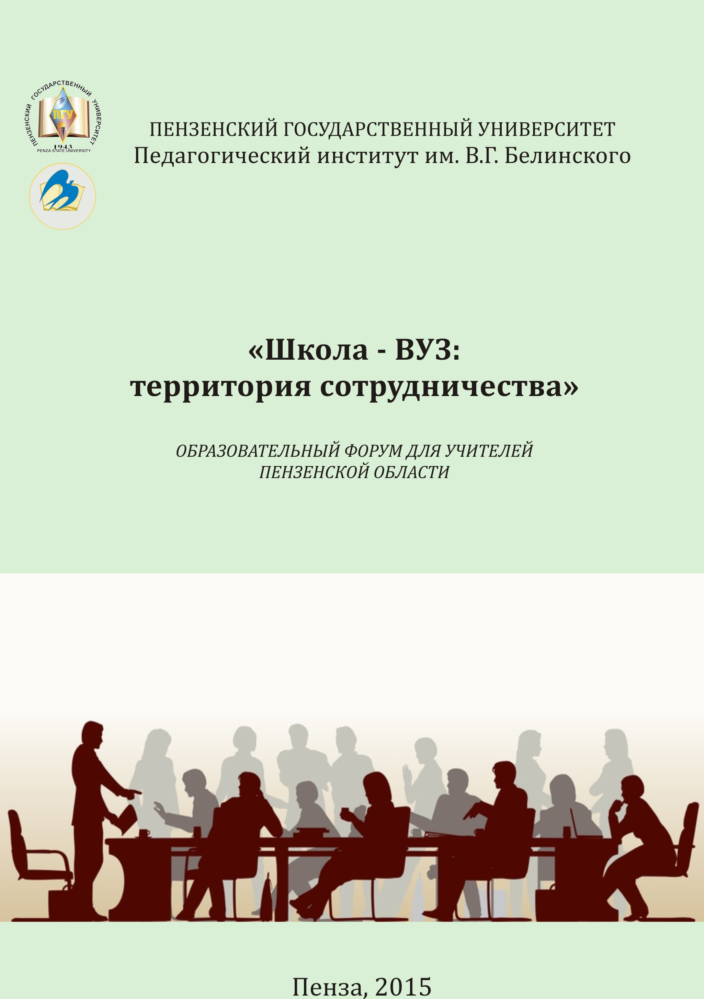 ПЕНЗЕНСКИЙ ГОСУДАРСТВЕННЫЙ УНИВЕРСИТЕТ
ПГУ
1943
PENZA STATE UNIVERSITY
ПЕНЗЕНСКИЙ ГОСУДАРСТВЕННЫЙ УНИВЕРСИТЕТ
Педагогический институт им. В.Г. Белинского
«Школа - ВУЗ:
территория сотрудничества»
ОБРАЗОВАТЕЛЬНЫЙ ФОРУМ ДЛЯ УЧИТЕЛЕЙ
ПЕНЗЕНСКОЙ ОБЛАСТИ
Пенза, 2015